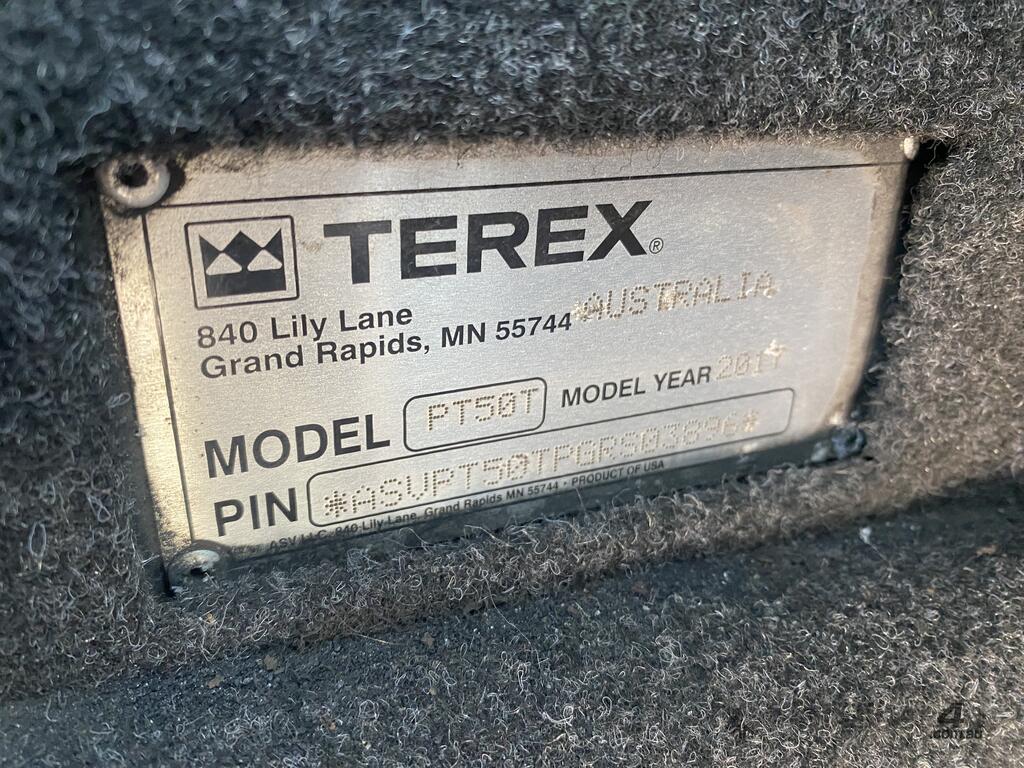 TEREX®
840 Lily Lane
Grand Rapids, MN 55744 *AUSTRALIA
MODEL PT50T MODEL YEAR
PIN
ASV LLC 840 Lily Lane, Grand Rapids MN 55744 • PRODUCT OF USA